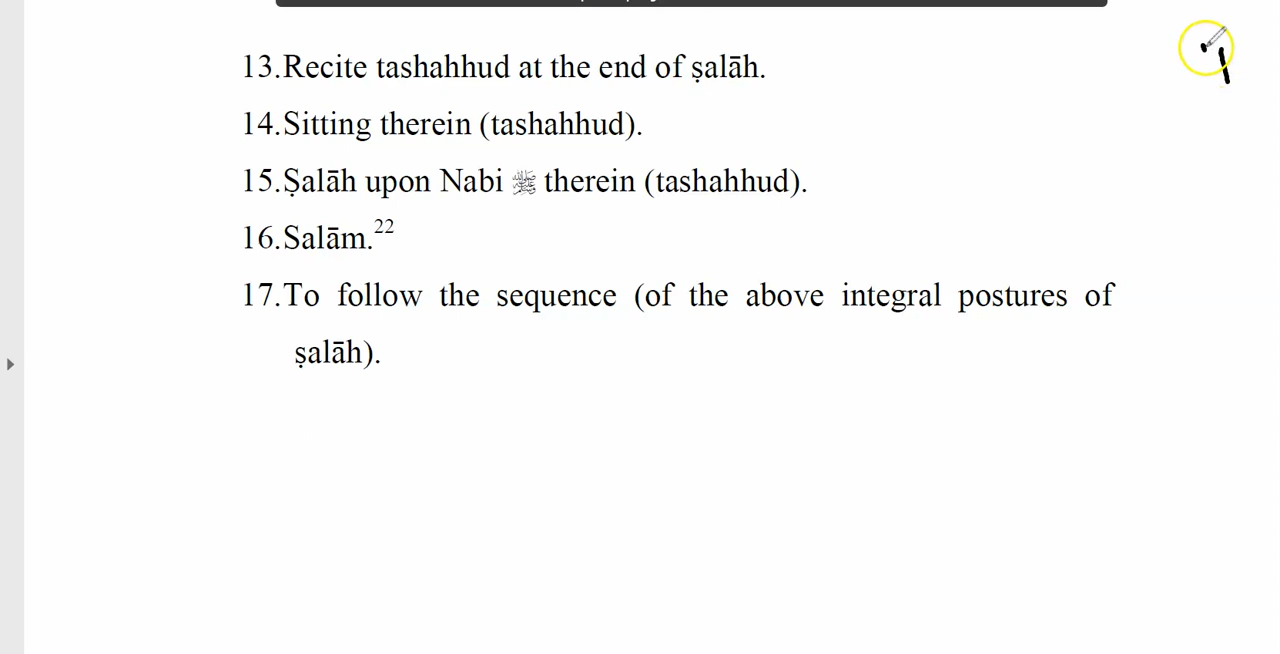 13.Recite tashahhud at the end of ṣalāh.
14.Sitting therein (tashahhud).
15.Ṣalāh upon Nabi ﷺ therein (tashahhud).
16.Salām.22
17.To follow the sequence (of the above integral postures of
ṣalāh).